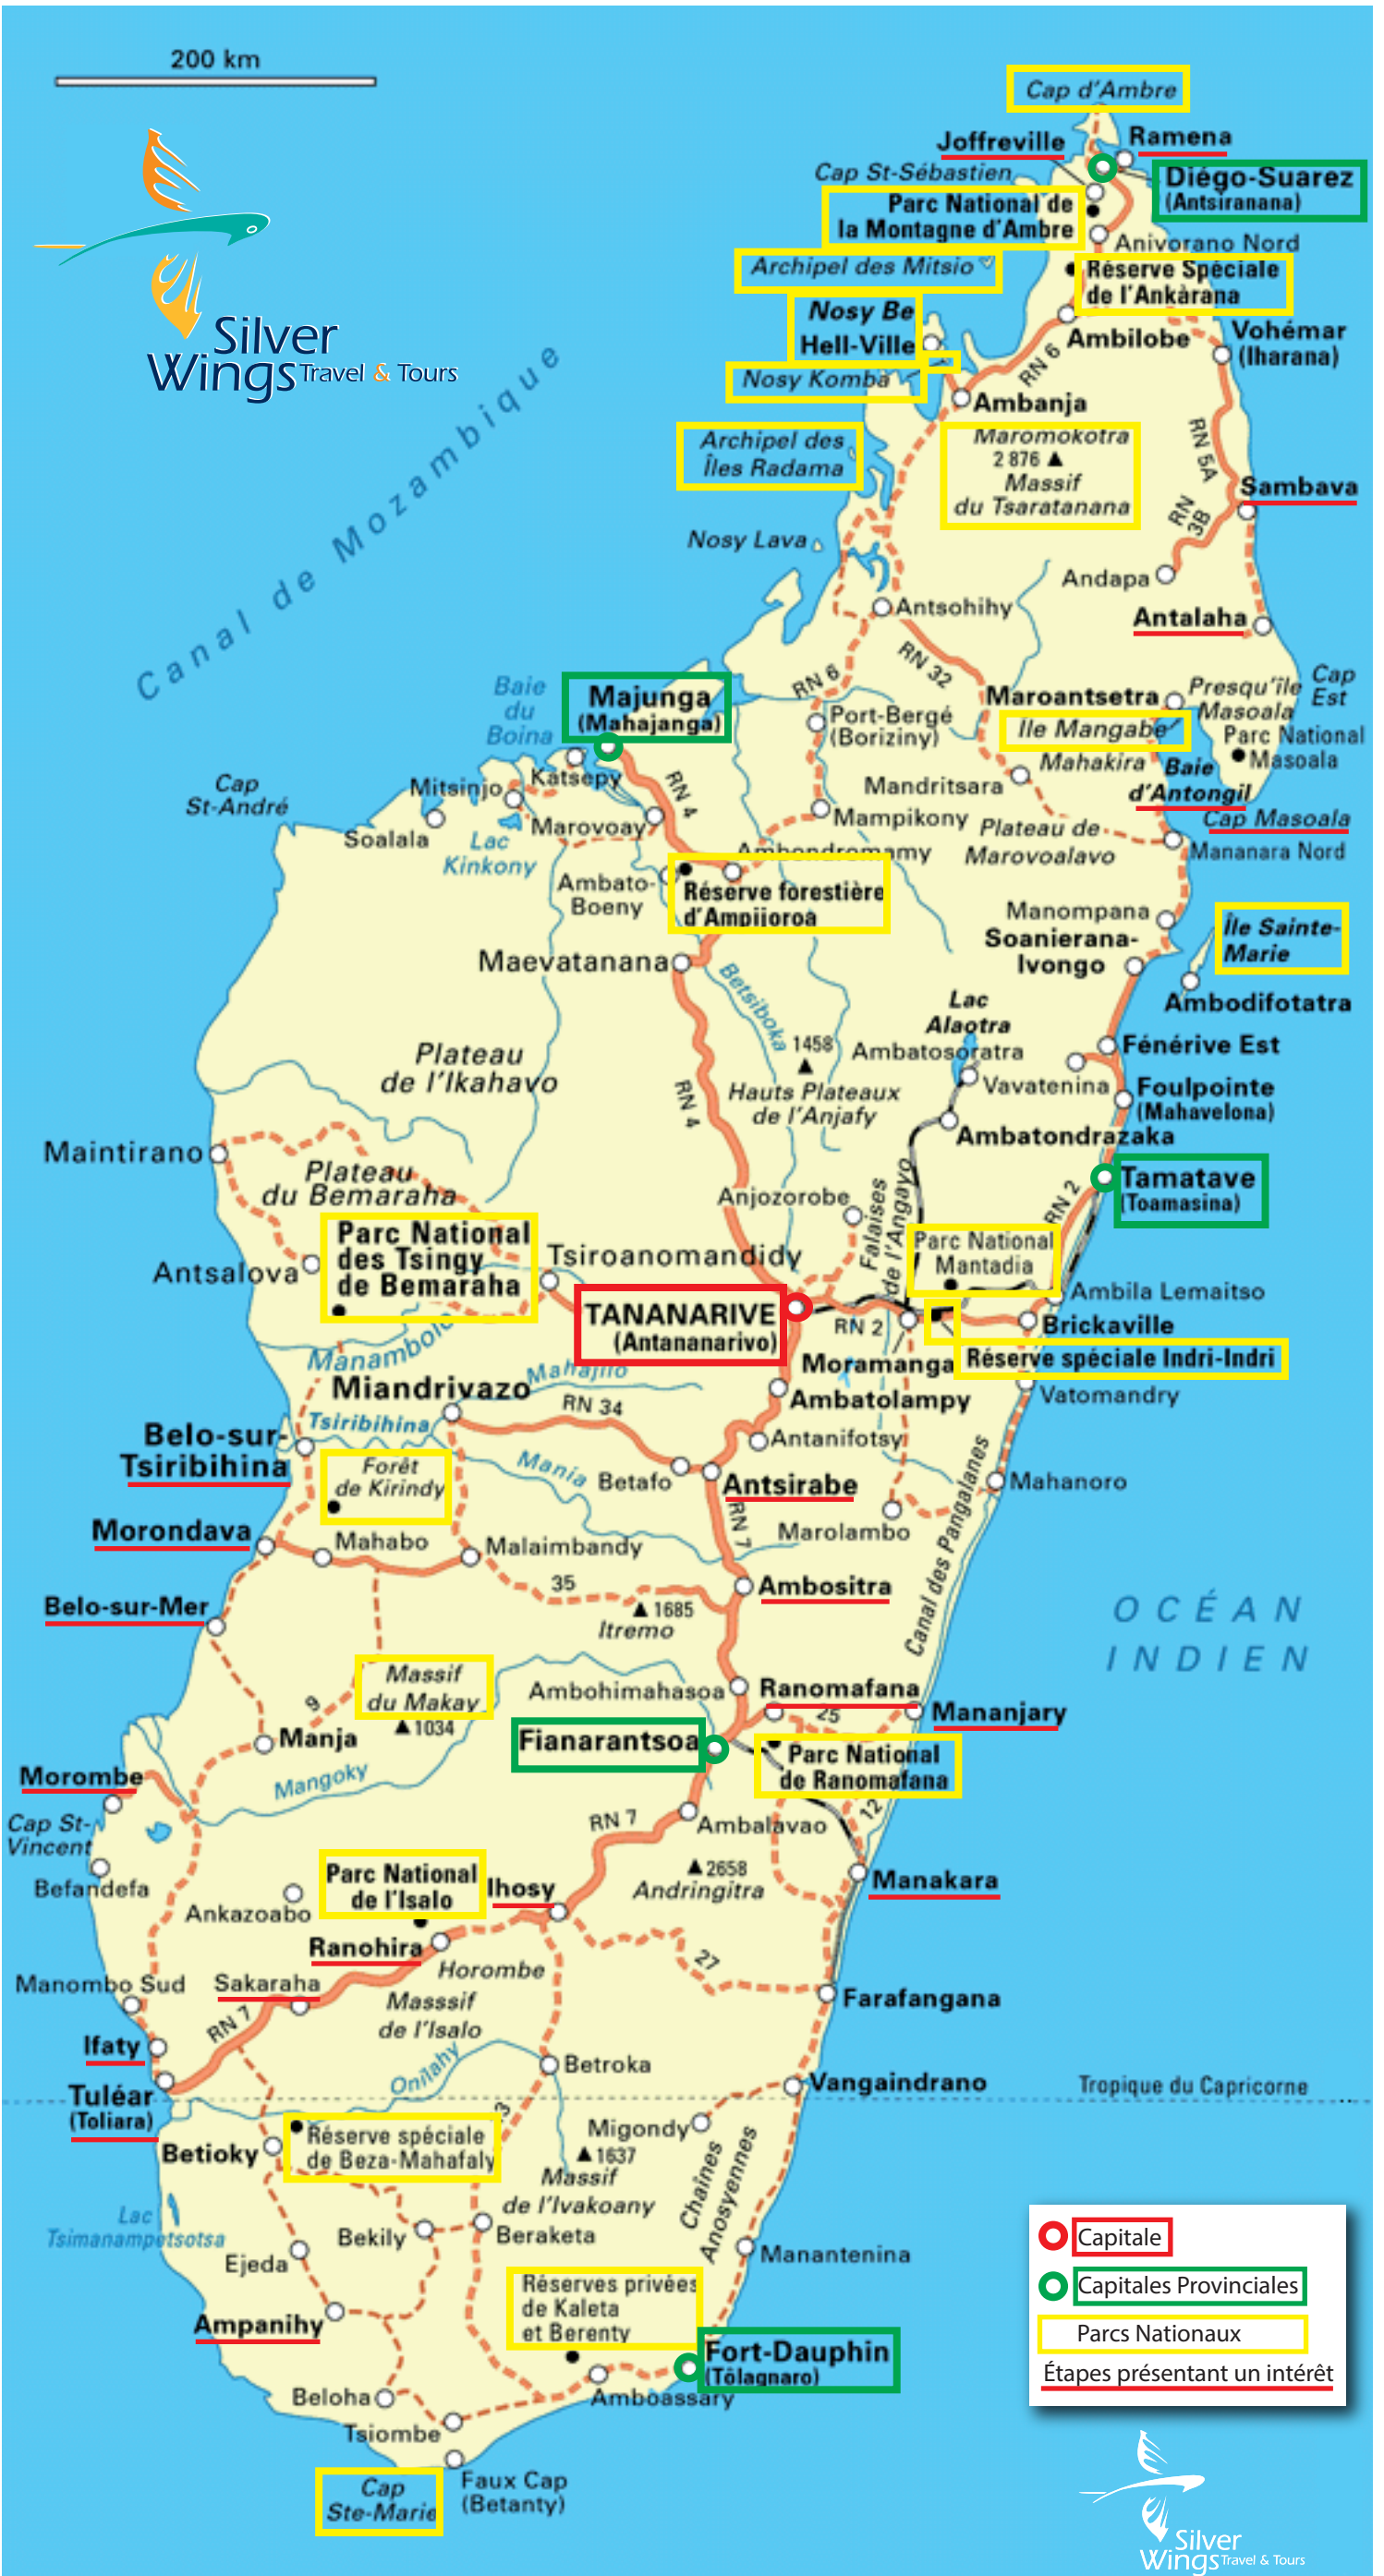 200 km
Cap d'Ambre
Joffreville
Ramena
Cap St-Sébastien
Diégo-Suarez
(Antsiranana)
Parc National de
la Montagne d'Ambre
Anivorano Nord
Archipel des Mitsio
Réserve Spéciale
de l'Ankàrana
Nosy Be
Hell-Ville
Ambilobe
Vohémar
(Iharana)
Silver
Wings Travel & Tours
Nosy Komba
RN 6
Ambanja
Canal de Mozambique
Archipel des
Îles Radama
Maromokotra
2 876
Massif
du Tsaratanana
RN 5A
Sambava
RN
3B
Nosy Lava
Andapa
Antsohihy
Antalaha
RN 32
RN 6
Baie
du
Boina
Majunga
(Mahajanga)
Maroantsetra
Presqu'île
Masoala
Cap
Est
Port-Bergé
(Boriziny)
Île Mangabe
Parc National
Masoala
Mahakira
Baie
d'Antongil
Cap
St-André
Mitsinjo
Katsepy
RN 4
Mandritsara
Cap Masoala
Soalala
Marovoay
Mampikony
Plateau de
Marovoalavo
Lac
Kinkony
Ambondromamy
Mananara Nord
Ambato-
Boeny
Réserve forestière
d'Ampijoroa
Manompana
Soanierana-
Ivongo
Île Sainte-
Marie
Maevatanana
Betsiboka
Ambodifotatra
Lac
Alaotra
1458
Ambatosoratra
Fénérive Est
Plateau
de l'Ikahavo
Vavatenina
Foulpointe
(Mahavelona)
RN 4
Hauts Plateaux
de l'Anjafy
Ambatondrazaka
Maintirano
Plateau
du Bemaraha
Tamatave
(Toamasina)
Anjozorobe
Falaises
de l'Angayo
RN 2
Parc National
des Tsingy
de Bemaraha
Tsiroanomandidy
Parc National
Mantadia
Antsalova
Ambila Lemaitso
TANANARIVE
(Antananarivo)
RN 2
Brickaville
Manambolo
Moramanga
Réserve spéciale Indri-Indri
Mahajilo
Miandrivazo
Ambatolampy
Vatomandry
Tsiribihina
RN 34
Belo-sur-
Tsiribihina
Antanifotsy
Forêt
de Kirindy
Mania
Betafo
Antsirabe
Mahanoro
RN 7
Morondava
Mahabo
Malaimbandy
Marolambo
Canal des Pangalanes
35
Ambositra
Belo-sur-Mer
1685
Itremo
OCÉAN
INDIEN
Massif
du Makay
1034
9
Ambohimahasoa
Ranomafana
25
Mananjary
Manja
Fianarantsoa
Parc National
de Ranomafana
Morombe
Mangoky
12
Cap St-
Vincent
RN 7
Ambalavao
Befandefa
Parc National
de l'Isalo
Ihosy
2658
Andringitra
Manakara
Ankazoabo
Ranohira
Horombe
27
Manombo Sud
Sakaraha
Masssif
de l'Isalo
Farafangana
RN 7
Ifaty
Onilahy
Betroka
Tuléar
(Toliara)
Vangaindrano
Tropique du Capricorne
Réserve spéciale
de Beza-Mahafaly
Migondy
Betioky
1637
Massif
de l'Ivakoany
Chaînes
Anosyennes
Lac
Tsimanampetsotsa
Bekily
Beraketa
Ejeda
Manantenina
Capitale
Réserves privées
de Kaleta
et Berenty
Capitales Provinciales
Ampanihy
Parcs Nationaux
Fort-Dauphin
(Tôlagnaro)
Étapes présentant un intérêt
Beloha
Amboassary
Tsiombe
Cap
Ste-Marie
Faux Cap
(Betanty)
Silver
Wings Travel & Tours